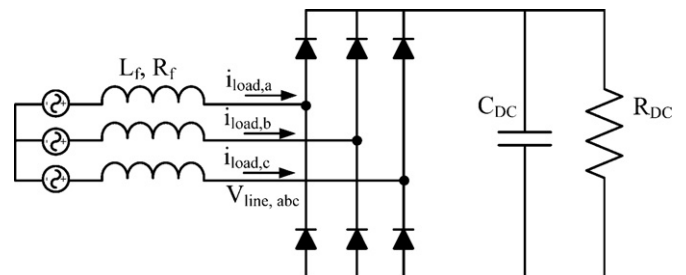 L_f, R_f
i_load,a
i_load,b
i_load,c
V_line, abc
C_DC
R_DC